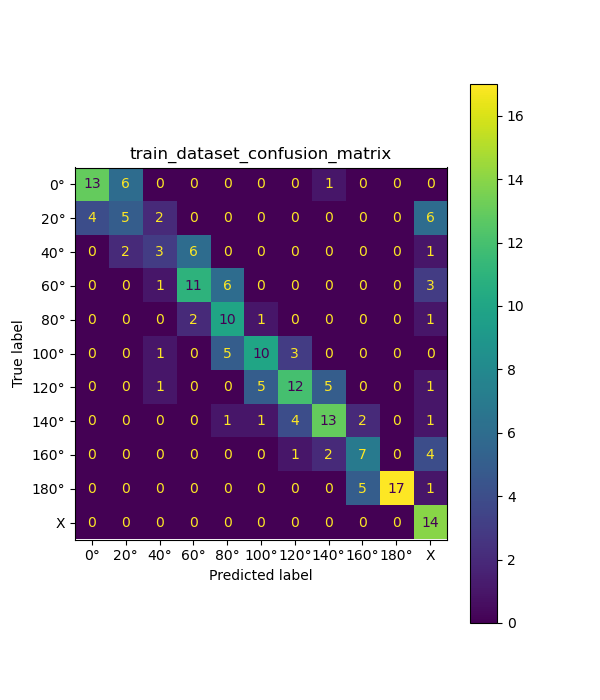 train_dataset_confusion_matrix
True label
0° 13 6 0 0 0 0 0 1 0 0 0
20° 4 5 2 0 0 0 0 0 0 0 6
40° 0 2 3 6 0 0 0 0 0 0 1
60° 0 0 1 11 6 0 0 0 0 0 3
80° 0 0 0 2 10 1 0 0 0 0 1
100° 0 0 1 0 5 10 3 0 0 0 0
120° 0 0 1 0 0 5 12 5 0 0 1
140° 0 0 0 0 1 1 4 13 2 0 1
160° 0 0 0 0 0 0 1 2 7 0 4
180° 0 0 0 0 0 0 0 0 5 17 1
X 0 0 0 0 0 0 0 0 0 0 14
0° 20° 40° 60° 80° 100° 120° 140° 160° 180° X
Predicted label
16
14
12
10
8
6
4
2
0